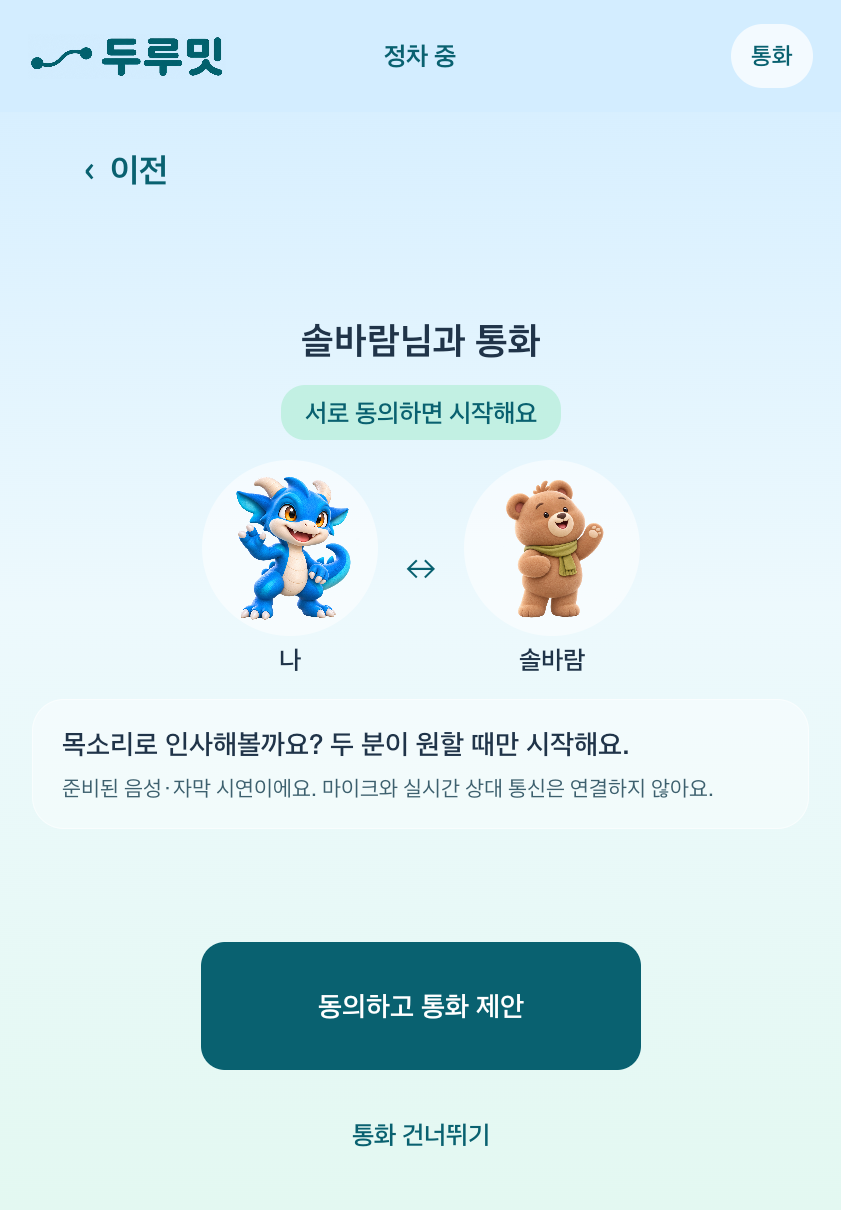 두루밋
정차 중
통화
‹ 이전
솔바람님과 통화
서로 동의하면 시작해요
↔
나
솔바람
목소리로 인사해볼까요? 두 분이 원할 때만 시작해요.
준비된 음성·자막 시연이에요. 마이크와 실시간 상대 통신은 연결하지 않아요.
동의하고 통화 제안
통화 건너뛰기